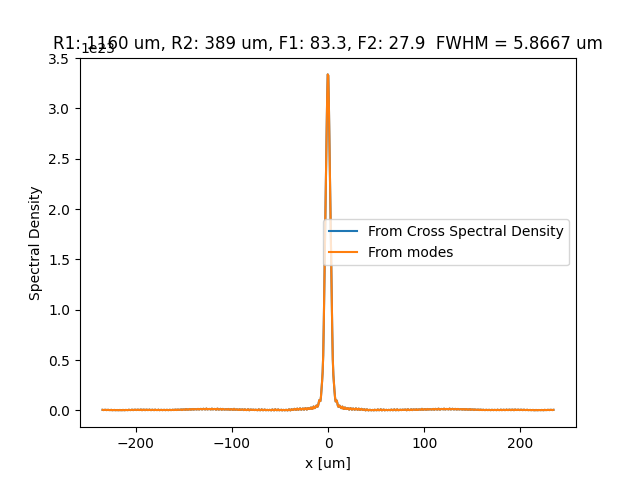 R1: 1160 um, R2: 389 um, F1: 83.3, F2: 27.9  FWHM = 5.8667 um
1e23
3.5
3.0
2.5
2.0
1.5
1.0
0.5
0.0
Spectral Density
From Cross Spectral Density
From modes
−200
−100
0
100
200
x [um]